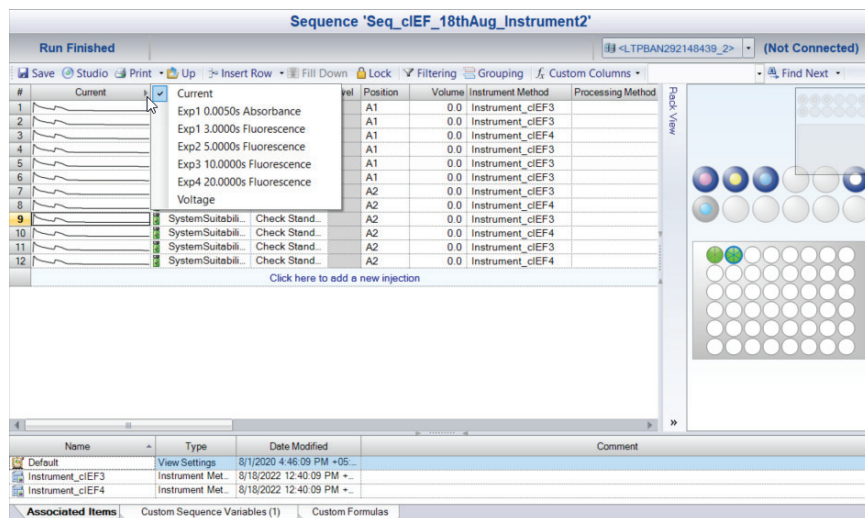 Sequence 'Seq_cIEF_18thAug_Instrument2'
Run Finished <LTPBAN292148439_2> (Not Connected)
Save Studio Print Up Insert Row Fill Down Lock Filtering Grouping fx Custom Columns Find Next
# Current vel Position Volume Instrument Method Processing Method
Current
Exp1 0.0050s Absorbance
Exp1 3.0000s Fluorescence
Exp2 5.0000s Fluorescence
Exp3 10.0000s Fluorescence
Exp4 20.0000s Fluorescence
Voltage
1 A1 0.0 Instrument_cIEF3
2 A1 0.0 Instrument_cIEF3
3 A1 0.0 Instrument_cIEF4
4 A1 0.0 Instrument_cIEF3
5 A1 0.0 Instrument_cIEF3
6 A1 0.0 Instrument_cIEF4
7 A2 0.0 Instrument_cIEF3
8 A2 0.0 Instrument_cIEF4
9 SystemSuitabili... Check Stand... A2 0.0 Instrument_cIEF3
10 SystemSuitabili... Check Stand... A2 0.0 Instrument_cIEF4
11 SystemSuitabili... Check Stand... A2 0.0 Instrument_cIEF3
12 SystemSuitabili... Check Stand... A2 0.0 Instrument_cIEF4
Click here to add a new injection
Rack View
Name Type Date Modified Comment
Default View Settings 8/1/2020 4:46:09 PM +05:...
Instrument_cIEF3 Instrument Met... 8/18/2022 12:40:09 PM +...
Instrument_cIEF4 Instrument Met... 8/18/2022 12:40:09 PM +...
Associated Items Custom Sequence Variables (1) Custom Formulas